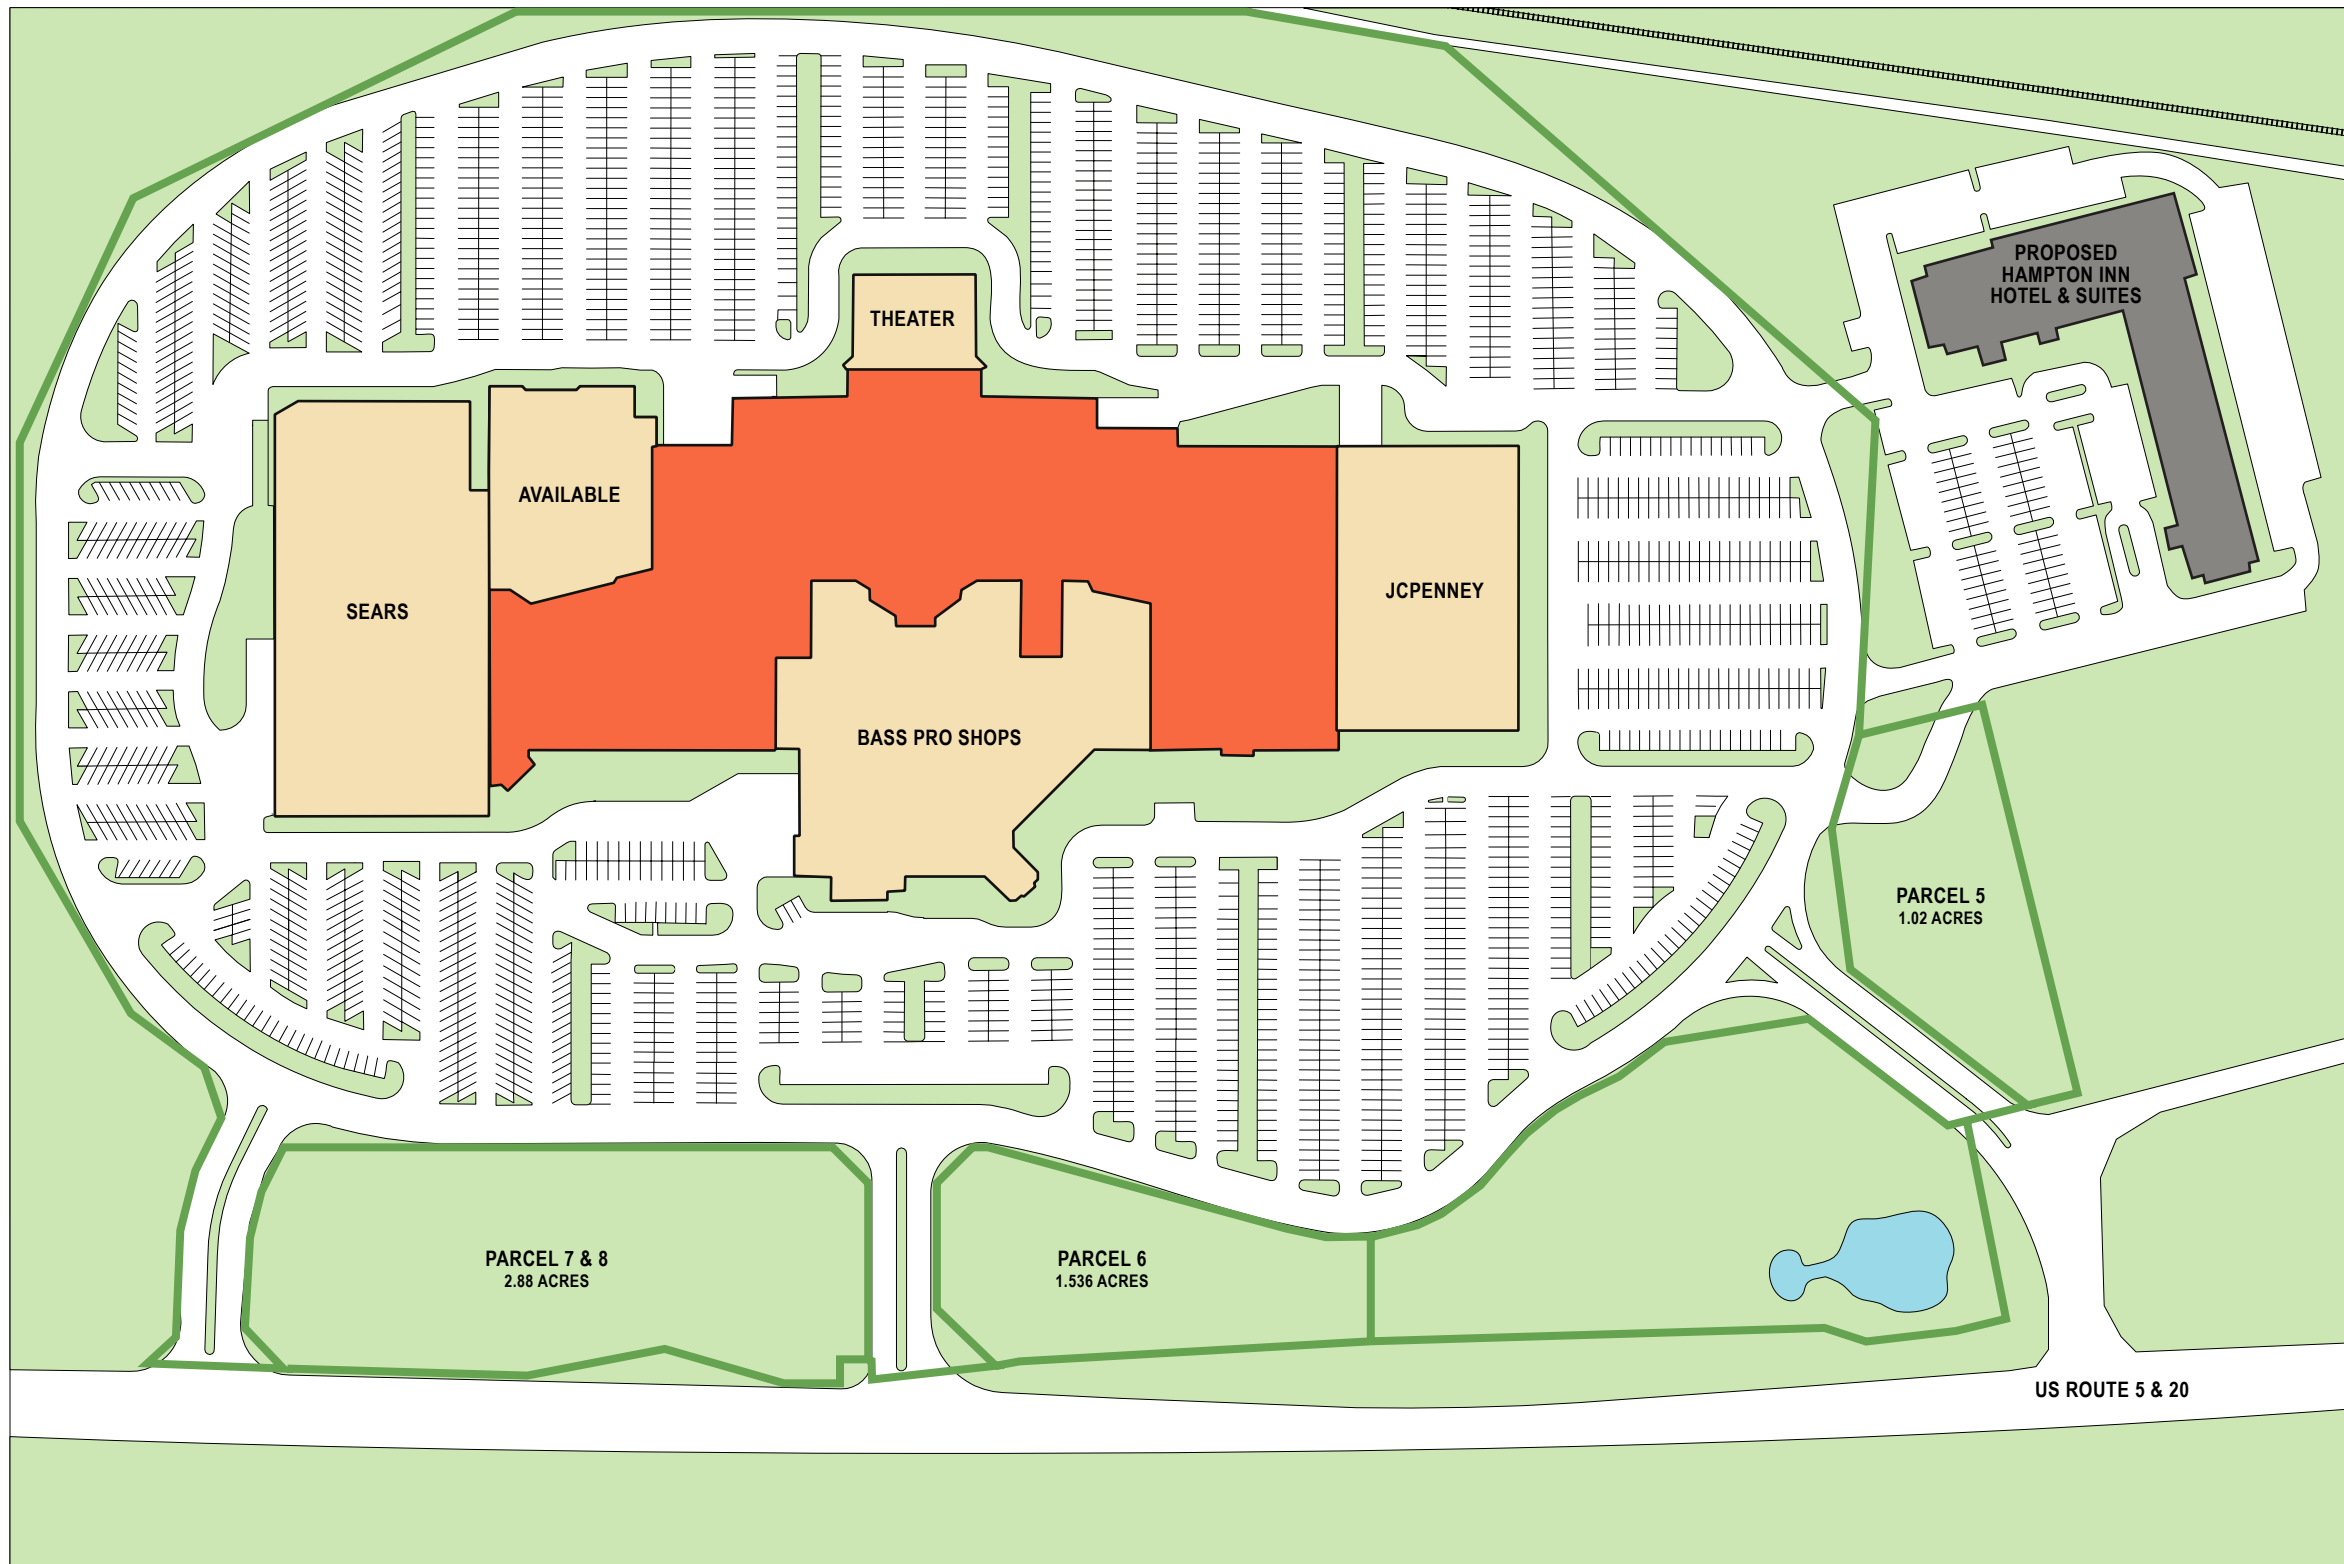 PROPOSED
HAMPTON INN
HOTEL & SUITES
THEATER
AVAILABLE
SEARS
JCPENNEY
BASS PRO SHOPS
PARCEL 5
1.02 ACRES
PARCEL 7 & 8
2.88 ACRES
PARCEL 6
1.536 ACRES
US ROUTE 5 & 20